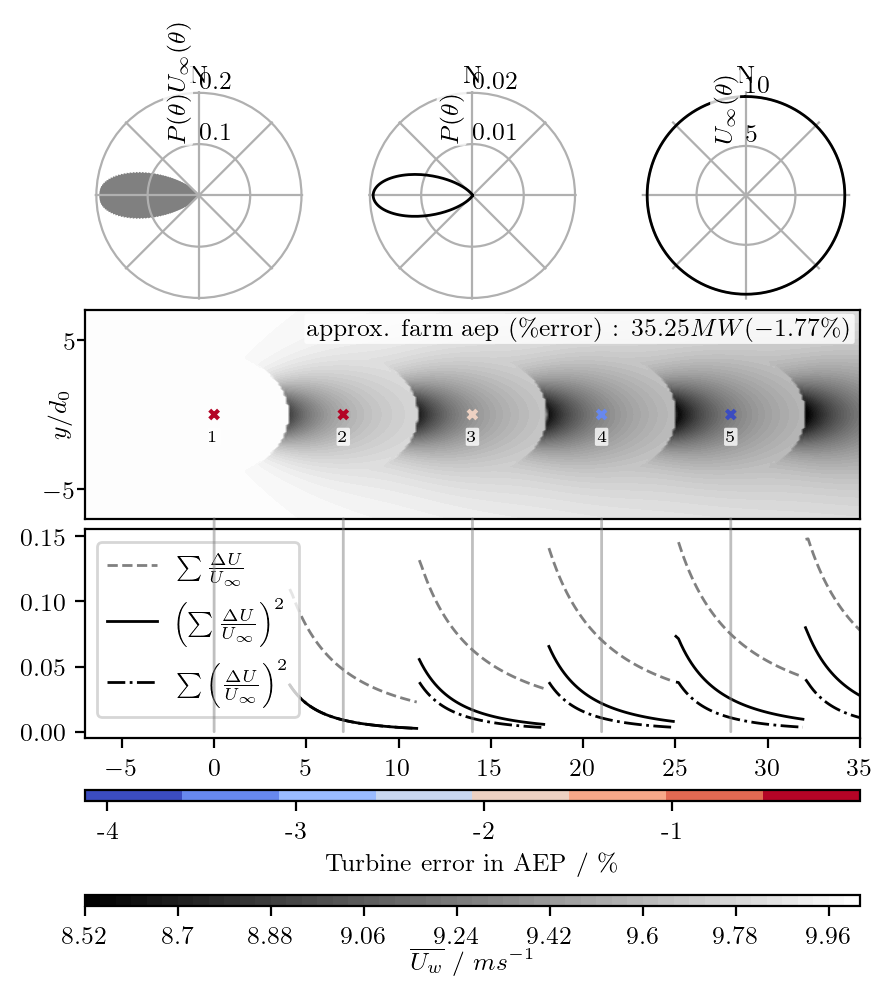 P(θ)U∞(θ)
N
0.2
0.1
P(θ)
N
0.02
0.01
U∞(θ)
N
10
5
approx. farm aep (%error) : 35.25MW(−1.77%)
y/d₀
5
−5
1 2 3 4 5
0.15
0.10
0.05
0.00
∑ ΔU/U∞
(∑ ΔU/U∞)²
∑ (ΔU/U∞)²
−5 0 5 10 15 20 25 30 35
-4 -3 -2 -1
Turbine error in AEP / %
8.52 8.7 8.88 9.06 9.24 9.42 9.6 9.78 9.96
U̅w̅ / ms⁻¹